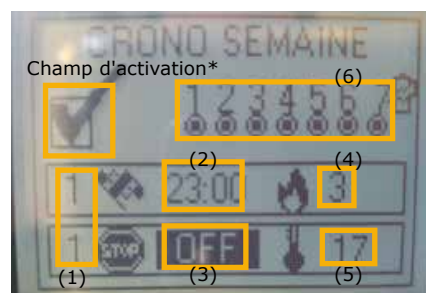 CRONO SEMAINE
Champ d'activation*
(6)
1 2 3 4 5 6 7
(2) (4)
1 23:00 3
1 STOP OFF 17
(1) (3) (5)